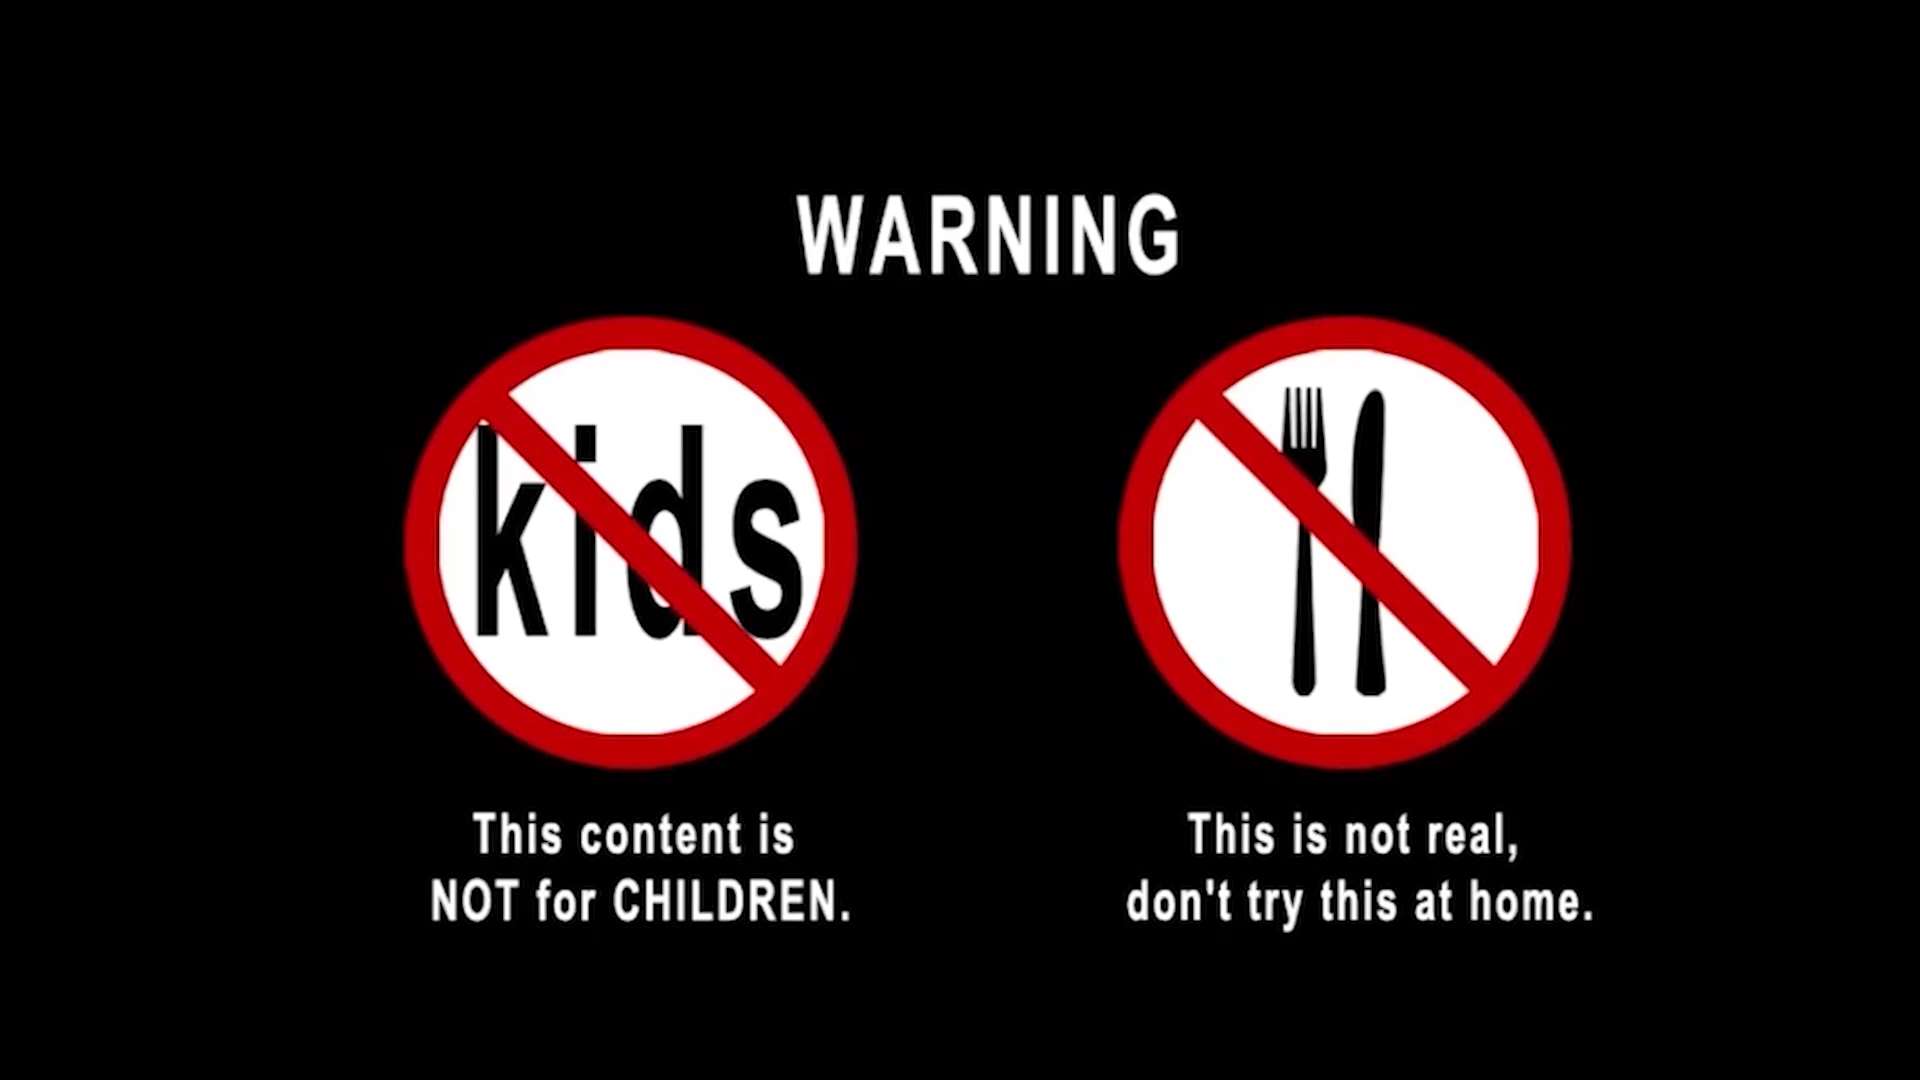 WARNING
kids
This content is
NOT for CHILDREN.
This is not real,
don't try this at home.